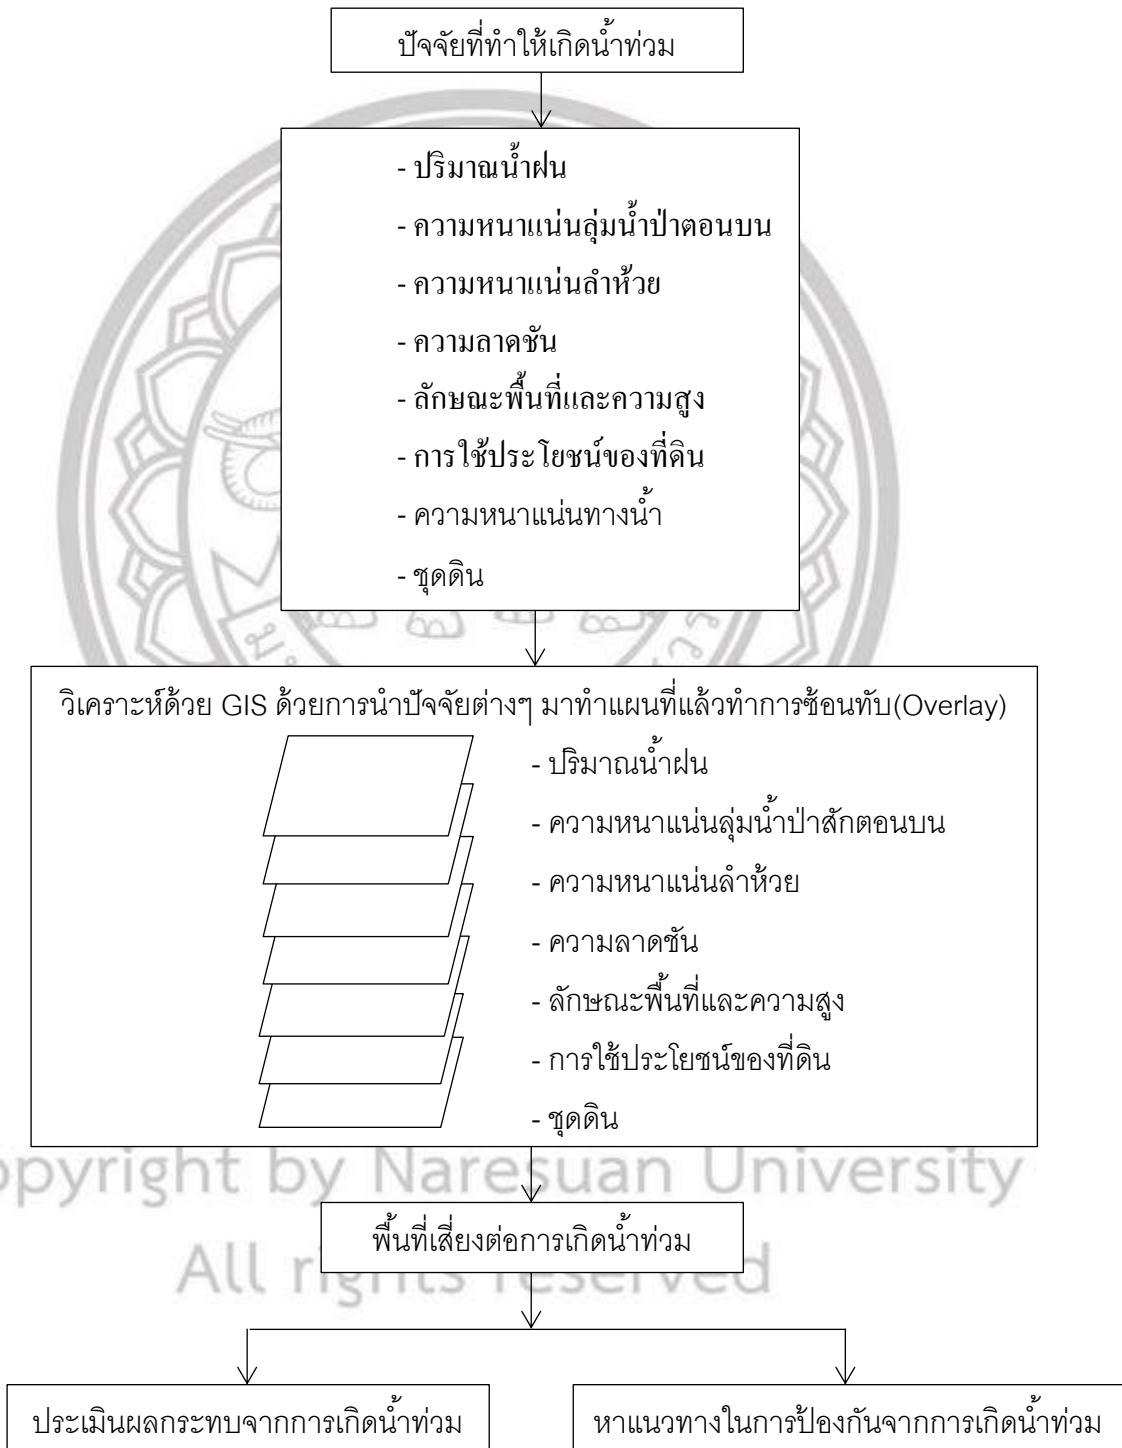 ปัจจัยที่ทำให้เกิดน้ำท่วม
- ปริมาณน้ำฝน
- ความหนาแน่นลุ่มน้ำป่าตอนบน
- ความหนาแน่นลำห้วย
- ความลาดชัน
- ลักษณะพื้นที่และความสูง
- การใช้ประโยชน์ของที่ดิน
- ความหนาแน่นทางน้ำ
- ชุดดิน
วิเคราะห์ด้วย GIS ด้วยการนำปัจจัยต่างๆ มาทำแผนที่แล้วทำการซ้อนทับ(Overlay)
- ปริมาณน้ำฝน
- ความหนาแน่นลุ่มน้ำป่าสักตอนบน
- ความหนาแน่นลำห้วย
- ความลาดชัน
- ลักษณะพื้นที่และความสูง
- การใช้ประโยชน์ของที่ดิน
- ชุดดิน
opyright by Naresuan University
พื้นที่เสี่ยงต่อการเกิดน้ำท่วม
All rights reserved
ประเมินผลกระทบจากการเกิดน้ำท่วม
หาแนวทางในการป้องกันจากการเกิดน้ำท่วม